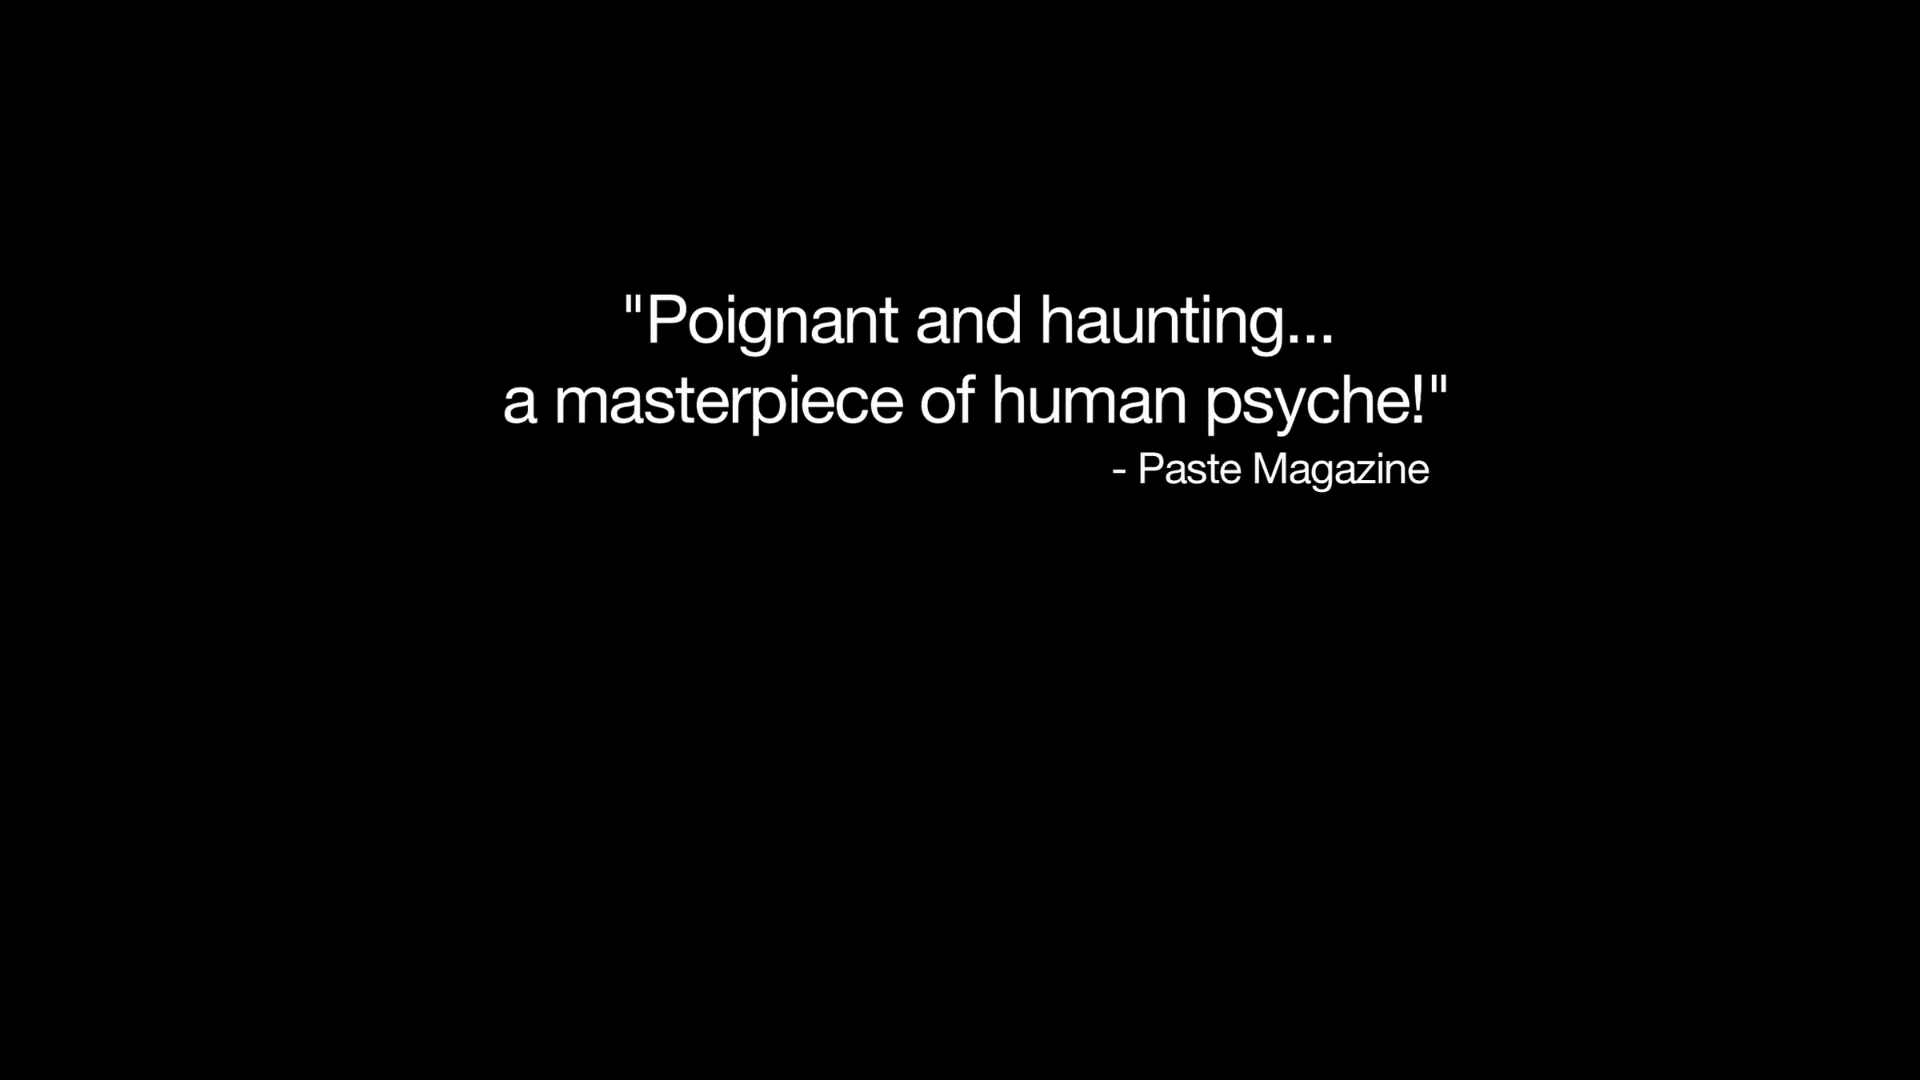 "Poignant and haunting...
a masterpiece of human psyche!"
- Paste Magazine